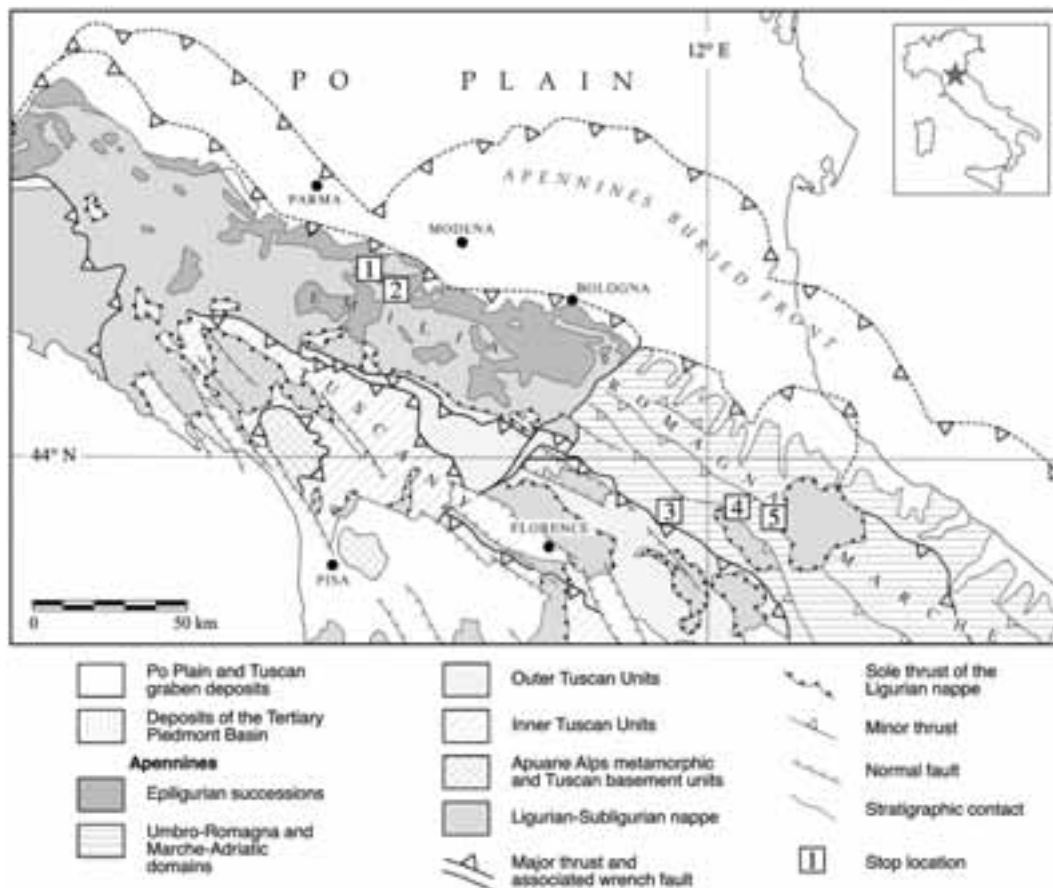 12° E
PO PLAIN
APENNINES BURIED FRONT
PARMA
MODENA
1
2
BOLOGNA
EMILIA
ROMAGNA
TUSCANY
44° N
3
4
5
FLORENCE
MARCHE
PISA
0
50 km
Po Plain and Tuscan
graben deposits
Deposits of the Tertiary
Piedmont Basin
Apennines
Epiligurian successions
Umbro-Romagna and
Marche-Adriatic
domains
Outer Tuscan Units
Inner Tuscan Units
Apuane Alps metamorphic
and Tuscan basement units
Ligurian-Subligurian nappe
Major thrust and
associated wrench fault
Sole thrust of the
Ligurian nappe
Minor thrust
Normal fault
Stratigraphic contact
1
Stop location